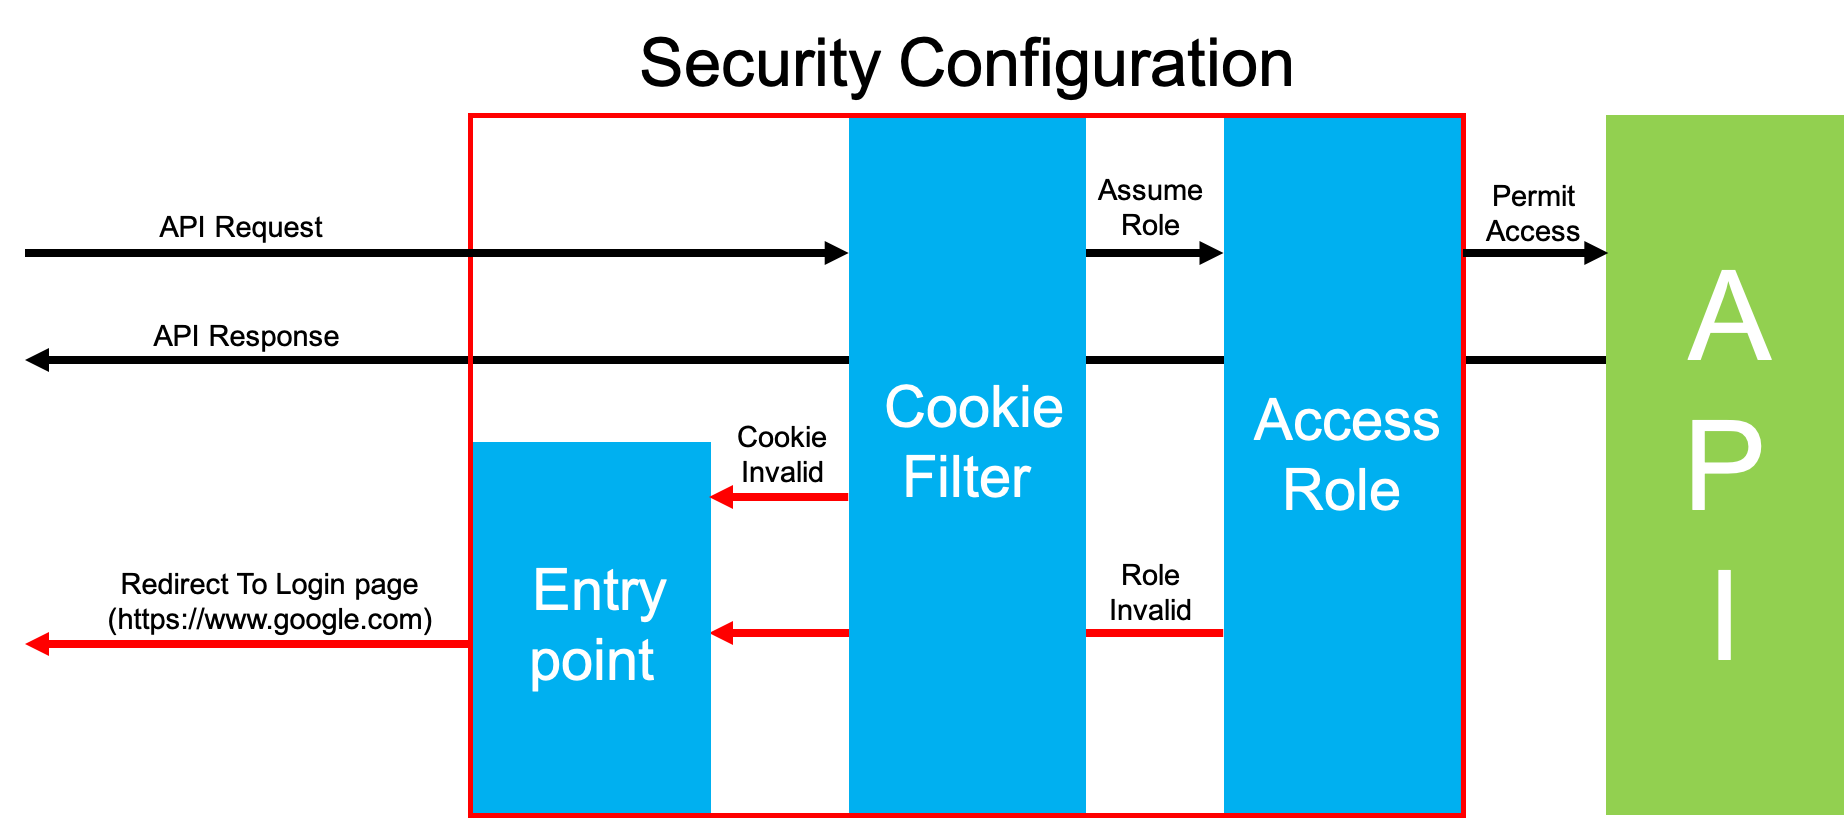 Security Configuration
API Request
Assume
Role
Permit
Access
API Response
Cookie
Invalid
Cookie
Filter
Access
Role
Entry
point
Redirect To Login page
(https://www.google.com)
Role
Invalid
A
P
I